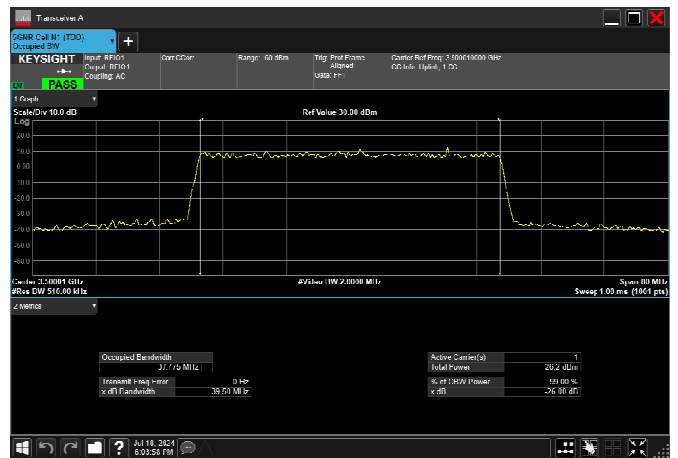 Transceiver A
5GNR Cell N1 (TDD)
Occupied BW
KEYSIGHT
Input: RFIO1
Output: RFIO1
Coupling: AC
Corr CCorr
Range: 60 dBm
Trig: Prdf Frame
Aligned
Gate: FFT
Carrier Ref Freq: 3.500010000 GHz
CC Info: Uplink, 1 CC
PASS
1 Graph
Scale/Div 10.0 dB
Ref Value 30.00 dBm
Log
20.0
10.0
0.00
-10.0
-20.0
-30.0
-40.0
-60.0
Center 3.50001 GHz
#Video BW 2.0000 MHz
Span 80 MHz
#Res BW 510.00 kHz
Sweep 1.00 ms (1001 pts)
2 Metrics
Occupied Bandwidth
37.775 MHz
Transmit Freq Error
0 Hz
x dB Bandwidth
39.50 MHz
Active Carrier(s)
1
Total Power
26.2 dBm
% of OBW Power
99.00 %
x dB
-26.00 dB
?
Jul 18, 2024
6:03:58 PM